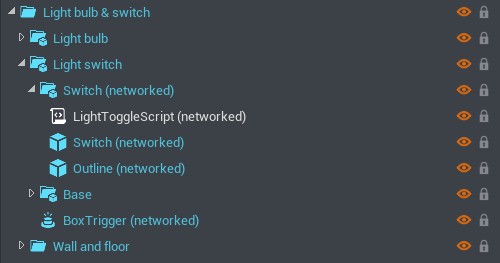 Light bulb & switch
Light bulb
Light switch
Switch (networked)
LightToggleScript (networked)
Switch (networked)
Outline (networked)
Base
BoxTrigger (networked)
Wall and floor